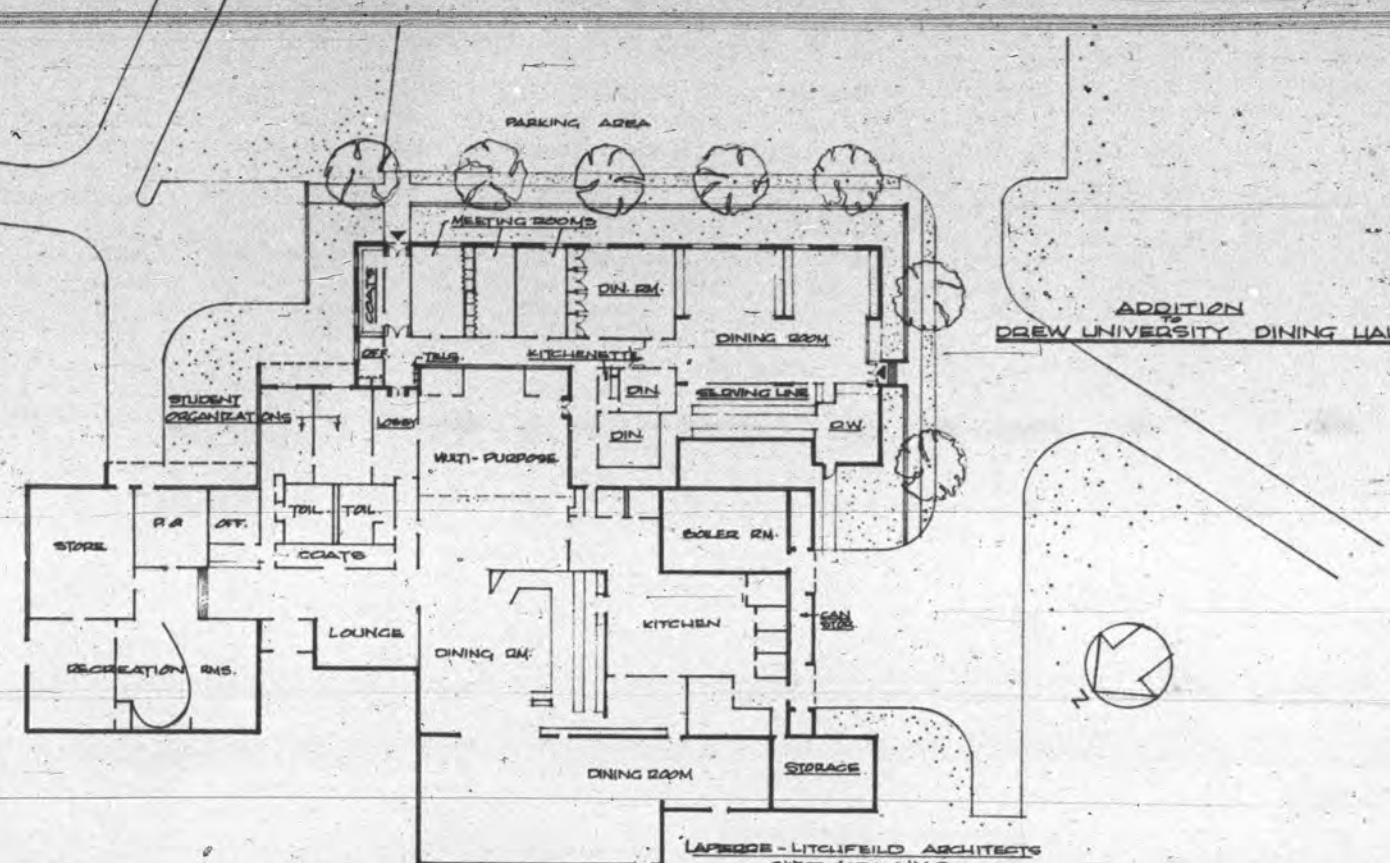 PARKING AREA
MEETING ROOMS
COATS
DIN. RM.
ADDITION
TO
DREW UNIVERSITY DINING HAL
DINING ROOM
OFF.
TELS.
KITCHENETTE
DIN.
SERVING LINE
STUDENT
ORGANIZATIONS
LOBBY
DIN.
D.W.
MULTI-PURPOSE
STORE
OFF.
TOIL.
TOIL.
BOILER RM.
COATS
CAN
STOR.
KITCHEN
LOUNGE
DINING RM.
RECREATION RMS.
N
DINING ROOM
STORAGE
LAPIERRE-LITCHFEILD ARCHITECTS